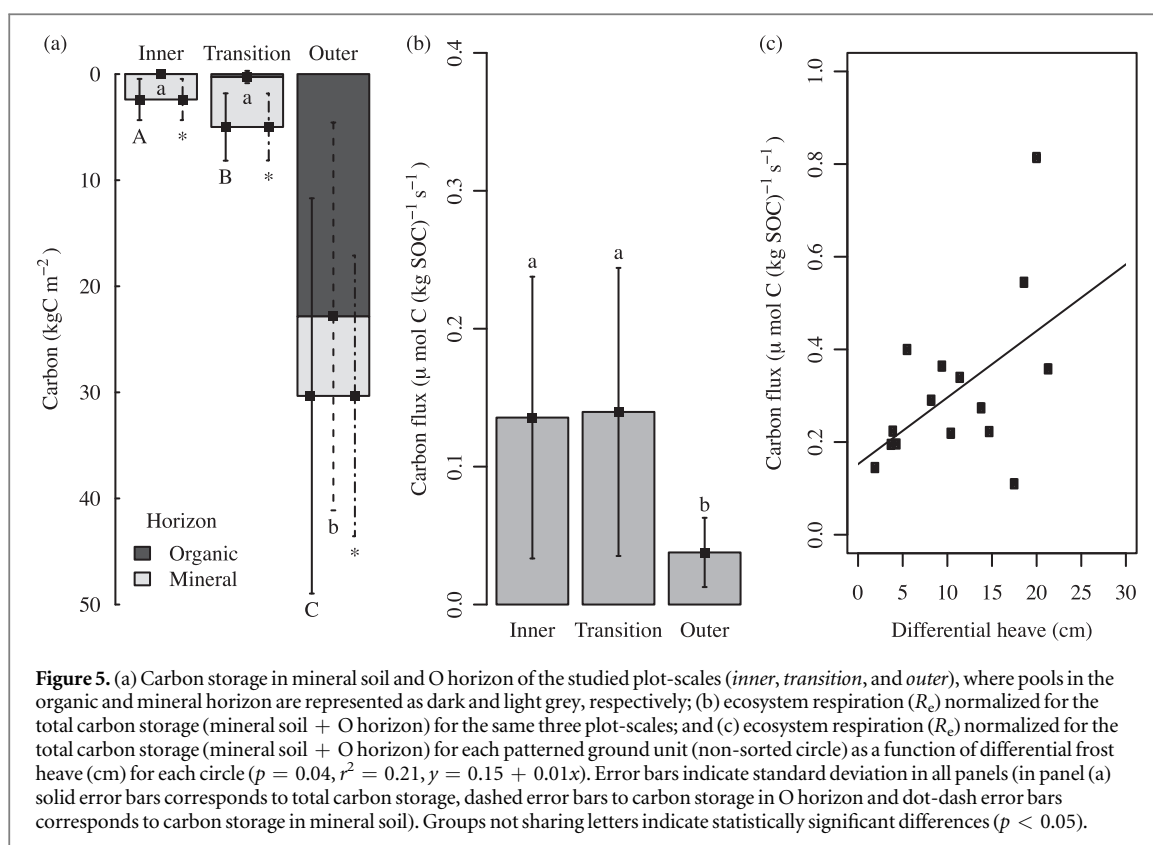 (a)
Inner Transition Outer
0
10
20
30
40
50
Carbon (kgC m⁻²)
a
a
A
*
B
*
b
*
C
Horizon
Organic
Mineral
(b)
0.4
0.3
0.2
0.1
0.0
Carbon flux (μ mol C (kg SOC)⁻¹ s⁻¹)
a
a
b
Inner Transition Outer
(c)
1.0
0.8
0.6
0.4
0.2
0.0
Carbon flux (μ mol C (kg SOC)⁻¹ s⁻¹)
0 5 10 15 20 25 30
Differential heave (cm)
Figure 5. (a) Carbon storage in mineral soil and O horizon of the studied plot-scales (inner, transition, and outer), where pools in the
organic and mineral horizon are represented as dark and light grey, respectively; (b) ecosystem respiration (Rₑ) normalized for the
total carbon storage (mineral soil + O horizon) for the same three plot-scales; and (c) ecosystem respiration (Rₑ) normalized for the
total carbon storage (mineral soil + O horizon) for each patterned ground unit (non-sorted circle) as a function of differential frost
heave (cm) for each circle (p = 0.04, r² = 0.21, y = 0.15 + 0.01x). Error bars indicate standard deviation in all panels (in panel (a)
solid error bars corresponds to total carbon storage, dashed error bars to carbon storage in O horizon and dot-dash error bars
corresponds to carbon storage in mineral soil). Groups not sharing letters indicate statistically significant differences (p < 0.05).